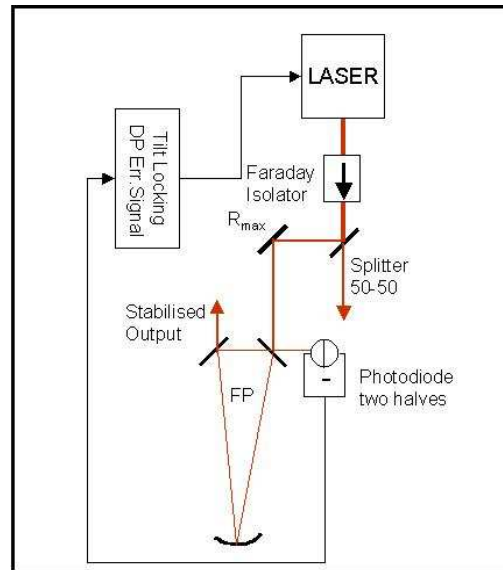 LASER
Tilt Locking
DP Err.Signal
Faraday
Isolator
Rmax
Splitter
50-50
Stabilised
Output
FP
-
Photodiode
two halves